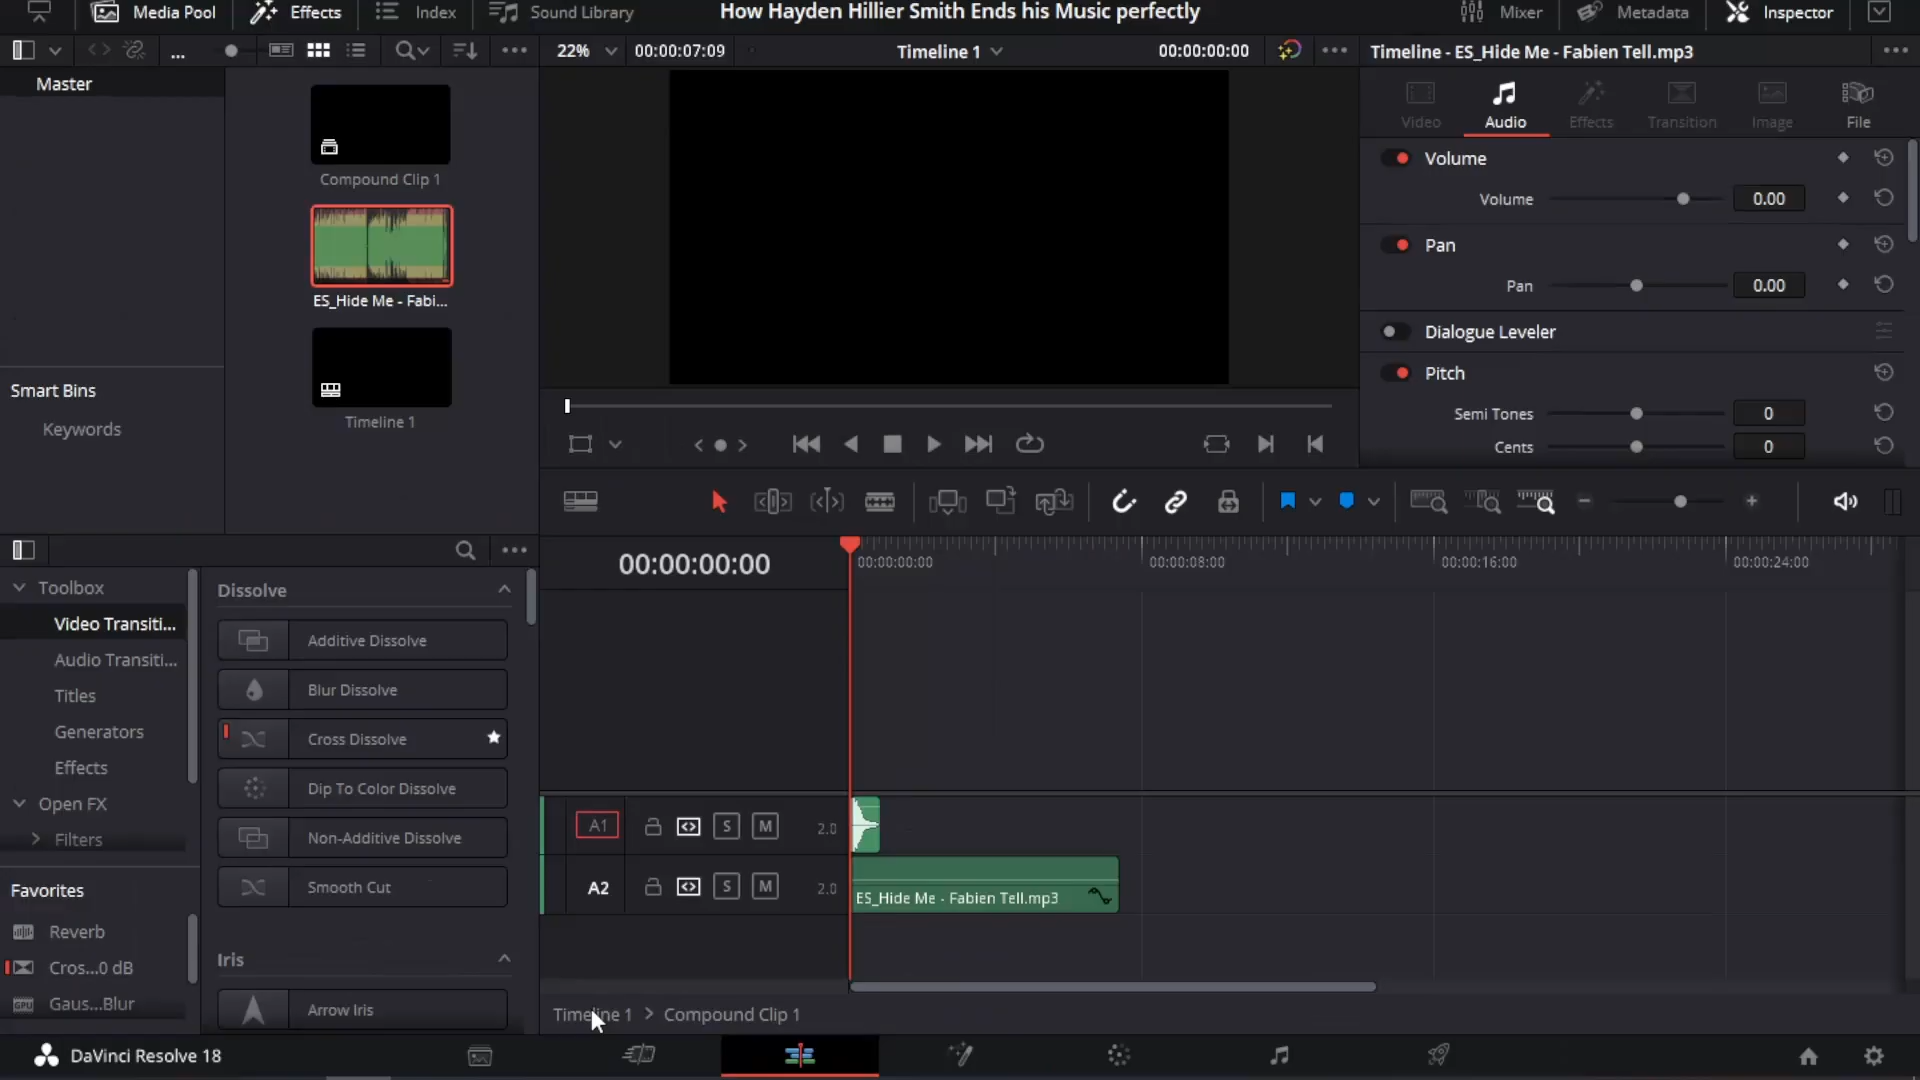 Media Pool
Effects
Index
Sound Library
How Hayden Hillier Smith Ends his Music perfectly
Mixer
Metadata
Inspector
22%
00:00:07:09
Timeline 1
00:00:00:00
Timeline - ES_Hide Me - Fabien Tell.mp3
Master
Compound Clip 1
ES_Hide Me - Fabi...
Timeline 1
Smart Bins
Keywords
Video
Audio
Effects
Transition
Image
File
Volume
Volume
0.00
Pan
Pan
0.00
Dialogue Leveler
Pitch
Semi Tones
0
Cents
0
00:00:00:00
00:00:00:00
00:00:08:00
00:00:16:00
00:00:24:00
Toolbox
Video Transiti...
Audio Transiti...
Titles
Generators
Effects
Open FX
Filters
Favorites
Reverb
Cros...0 dB
Gaus...Blur
Dissolve
Additive Dissolve
Blur Dissolve
Cross Dissolve
Dip To Color Dissolve
Non-Additive Dissolve
Smooth Cut
Iris
Arrow Iris
A1
S
M
2.0
A2
S
M
2.0
ES_Hide Me - Fabien Tell.mp3
Timeline 1 > Compound Clip 1
DaVinci Resolve 18